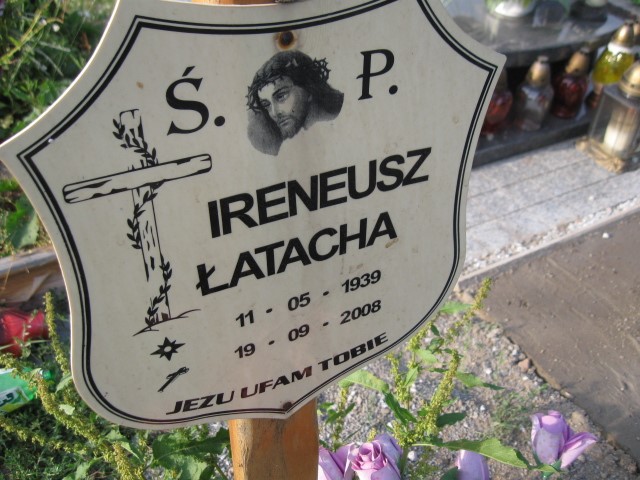 Ś. P.
IRENEUSZ
ŁATACHA
11 - 05 - 1939
19 - 09 - 2008
JEZU UFAM TOBIE